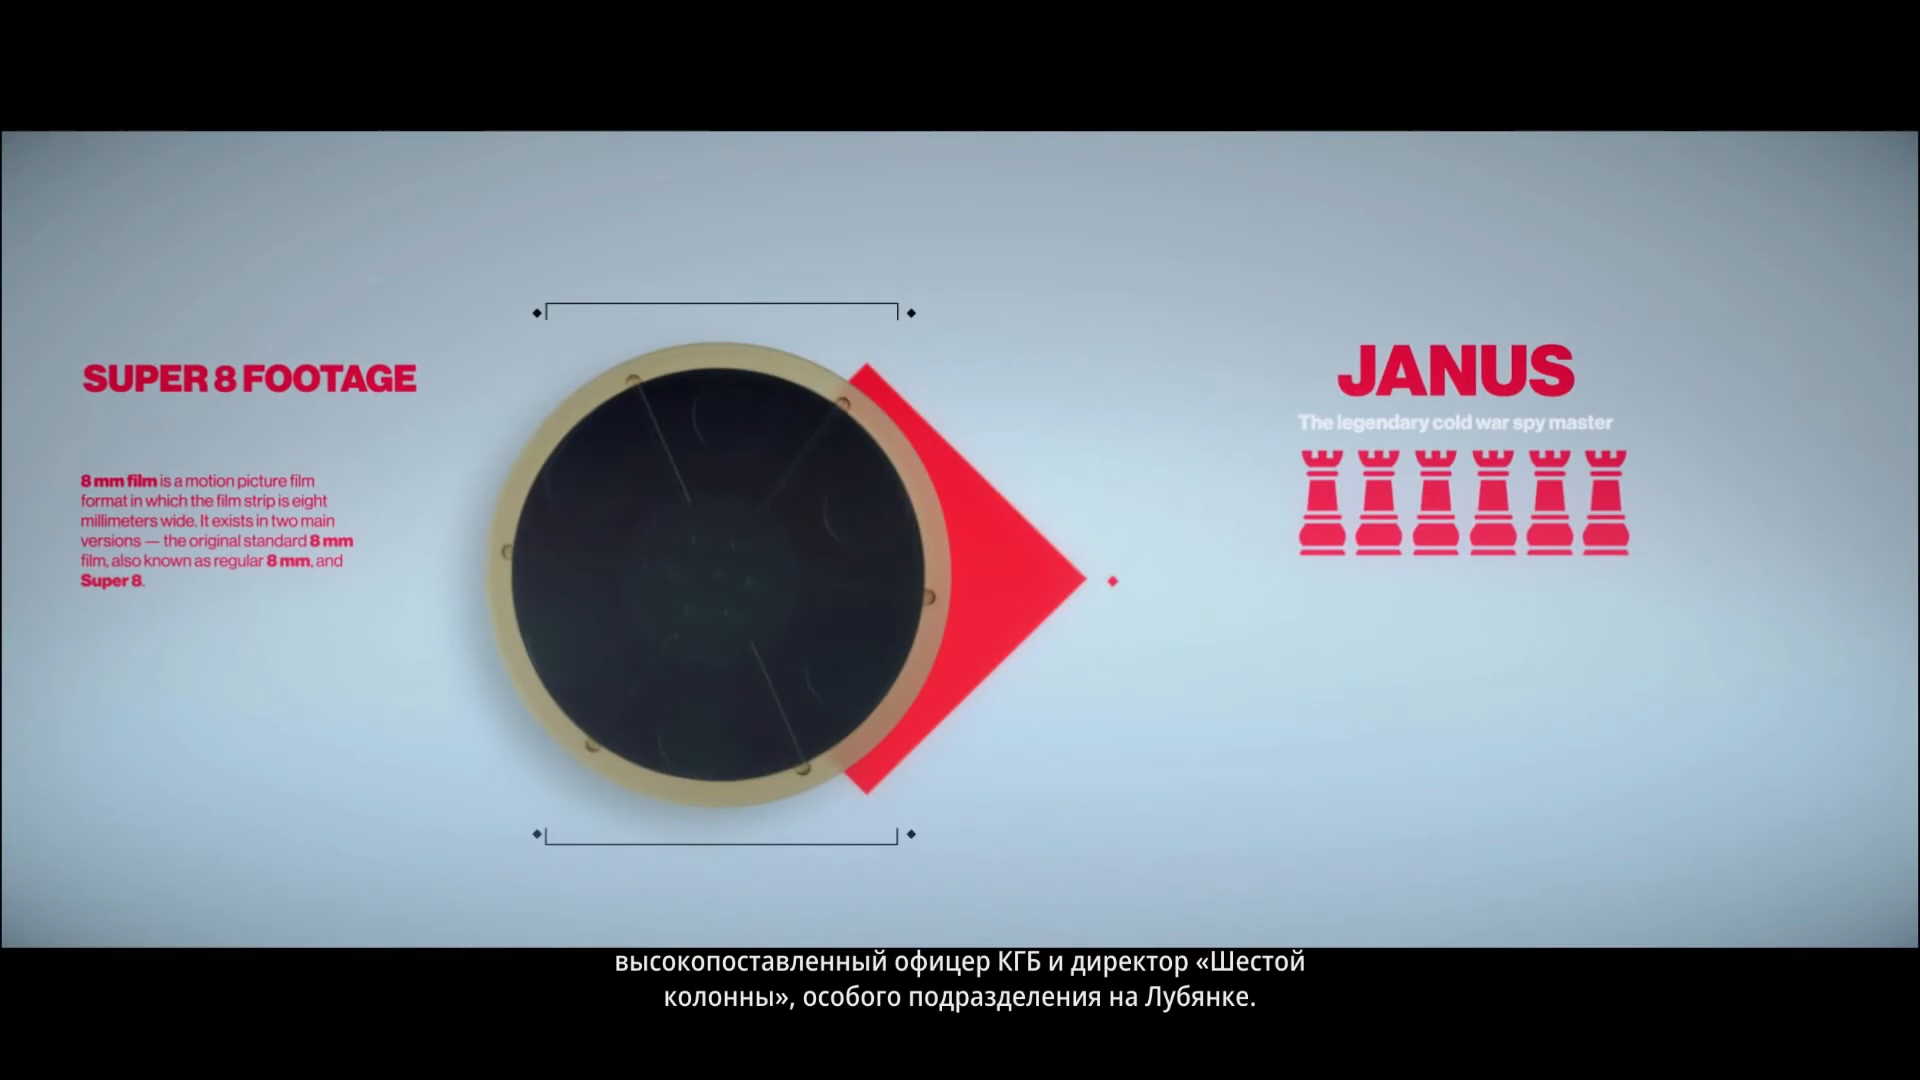 SUPER 8 FOOTAGE
8 mm film is a motion picture film
format in which the film strip is eight
millimeters wide. It exists in two main
versions — the original standard 8 mm
film, also known as regular 8 mm, and
Super 8.
JANUS
The legendary cold war spy master
высокопоставленный офицер КГБ и директор «Шестой
колонны», особого подразделения на Лубянке.